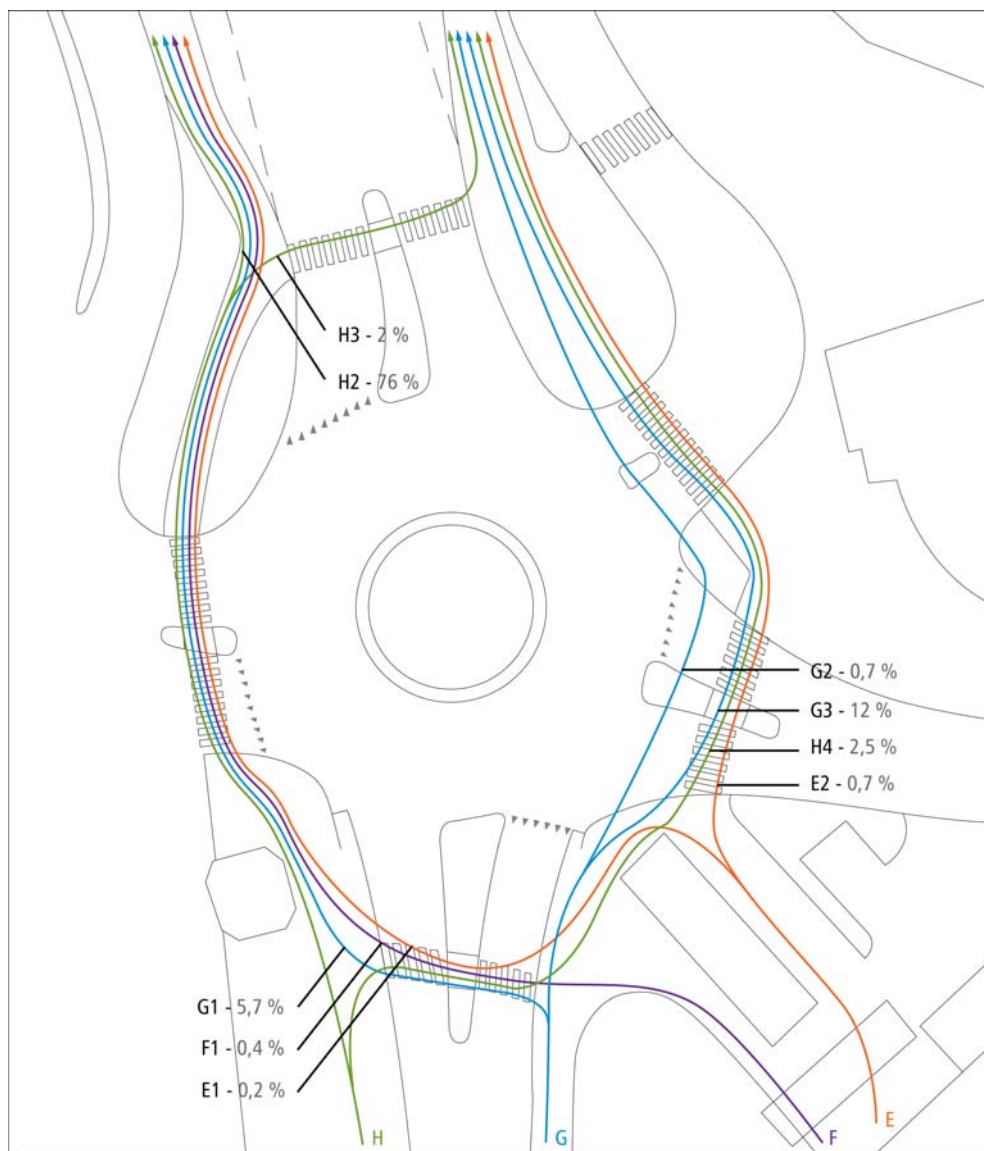 H3 - 2 %
H2 - 76 %
G2 - 0,7 %
G3 - 12 %
H4 - 2,5 %
E2 - 0,7 %
G1 - 5,7 %
F1 - 0,4 %
E1 - 0,2 %
H
G
F
E